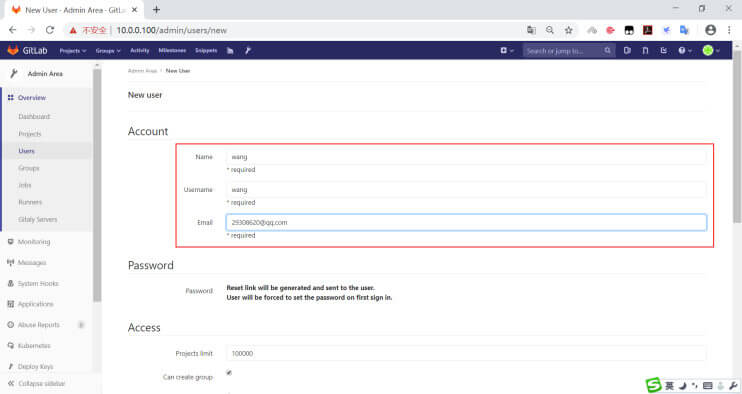 New User - Admin Area - GitLab
不安全 | 10.0.0.100/admin/users/new
GitLab Projects Groups Activity Milestones Snippets Search or jump to...
Admin Area
Admin Area > New User
New user
Overview
Dashboard
Projects
Users
Groups
Jobs
Runners
Gitaly Servers
Monitoring
Messages
System Hooks
Applications
Abuse Reports 0
Kubernetes
Deploy Keys
Collapse sidebar
Account
Name wang
* required
Username wang
* required
Email 29308620@qq.com
* required
Password
Password Reset link will be generated and sent to the user.
User will be forced to set the password on first sign in.
Access
Projects limit 100000
Can create group
英